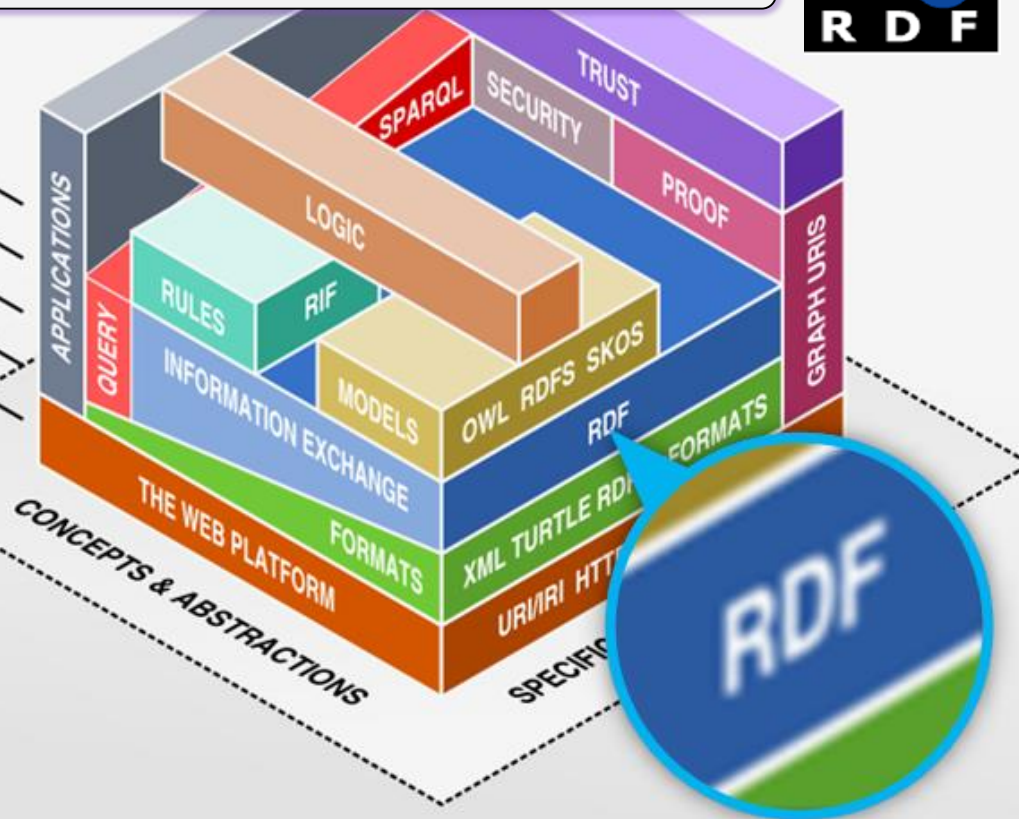 RDF
TRUST
SPARQL
SECURITY
PROOF
APPLICATIONS
LOGIC
GRAPH URIS
RULES
RIF
QUERY
INFORMATION EXCHANGE
MODELS
OWL RDFS SKOS
RDF
FORMATS
XML TURTLE RDF
FORMATS
THE WEB PLATFORM
URI/IRI
CONCEPTS & ABSTRACTIONS
RDF